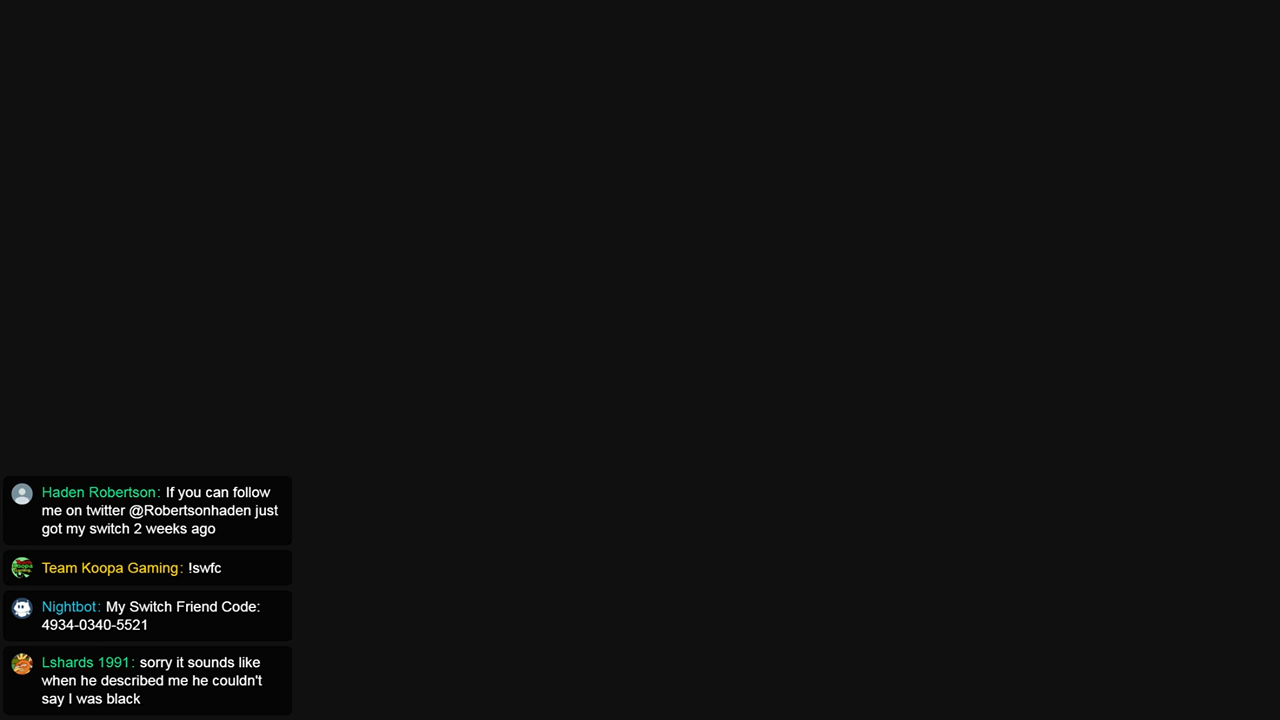 Haden Robertson: If you can follow
me on twitter @Robertsonhaden just
got my switch 2 weeks ago
Team Koopa Gaming: !swfc
Nightbot: My Switch Friend Code:
4934-0340-5521
Lshards 1991: sorry it sounds like
when he described me he couldn't
say I was black